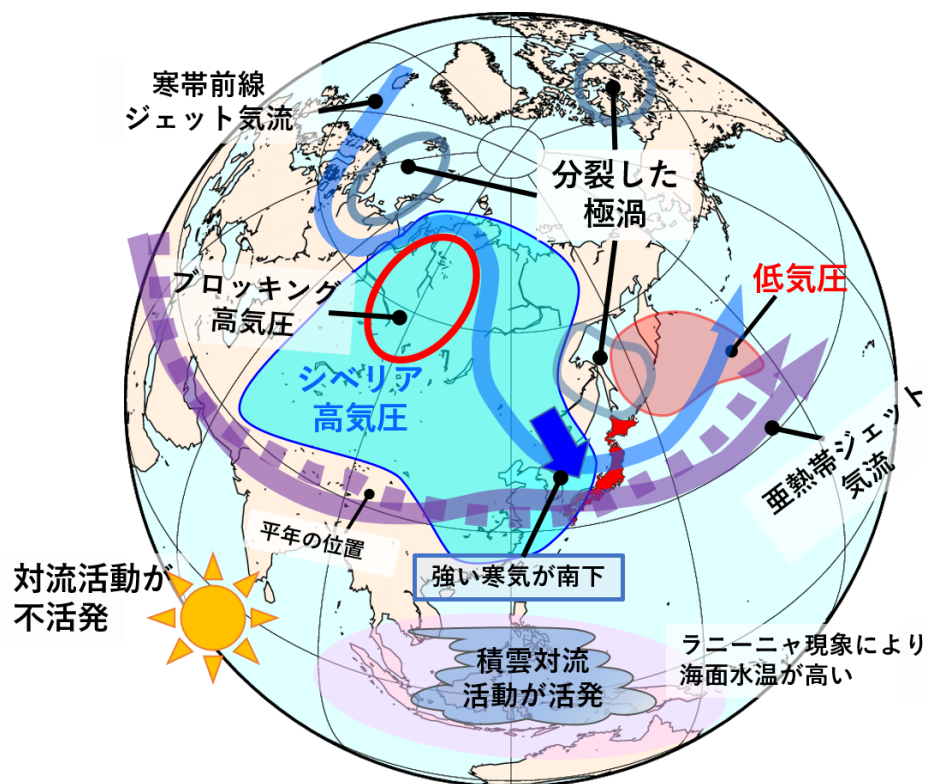 寒帯前線
ジェット気流
分裂した
極渦
低気圧
ブロッキング
高気圧
シベリア
高気圧
亜熱帯ジェット
気流
平年の位置
強い寒気が南下
対流活動が
不活発
積雲対流
活動が活発
ラニーニャ現象により
海面水温が高い